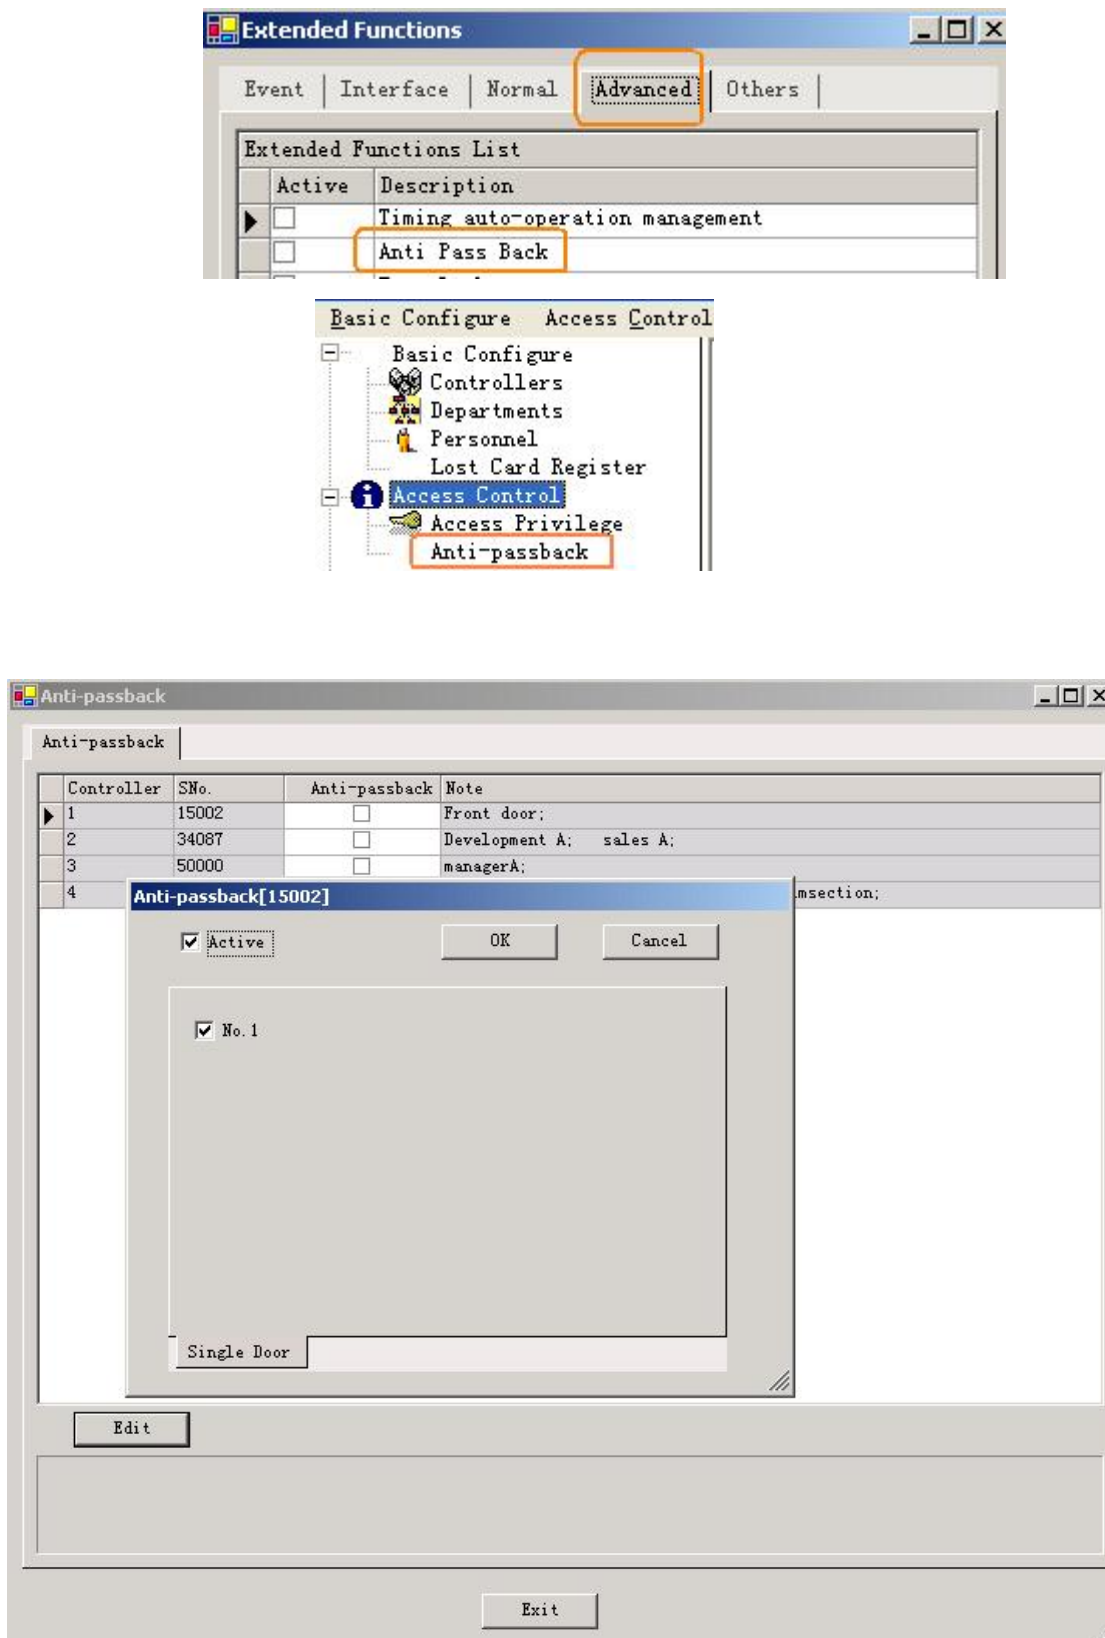 Extended Functions
Event Interface Normal Advanced Others
Extended Functions List
Active Description
Timing auto-operation management
Anti Pass Back
Basic Configure Access Control
Basic Configure
Controllers
Departments
Personnel
Lost Card Register
Access Control
Access Privilege
Anti-passback
Anti-passback
Anti-passback
Controller SNo. Anti-passback Note
1 15002 Front door;
2 34087 Development A; sales A;
3 50000 managerA;
4 msection;
Anti-passback[15002]
Active OK Cancel
No.1
Single Door
Edit
Exit